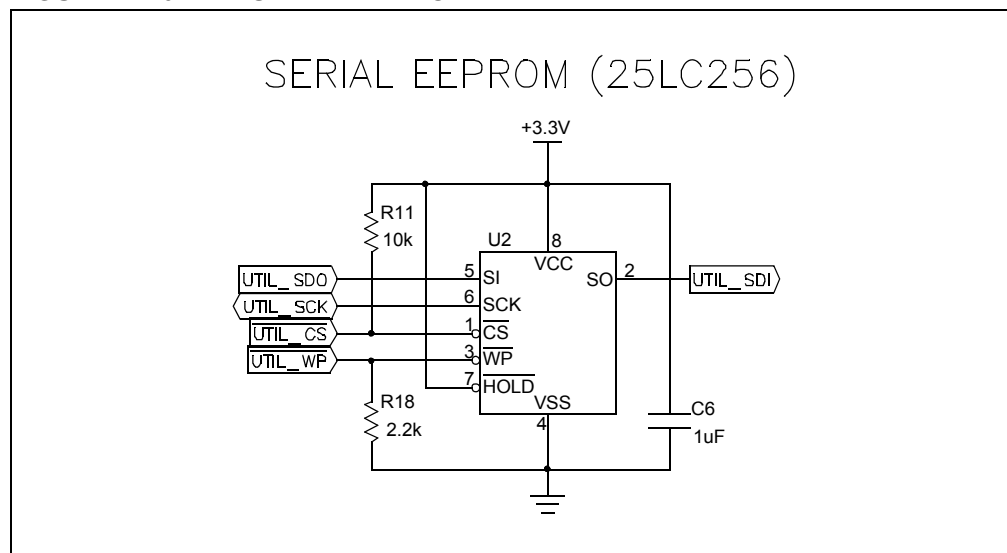 SERIAL EEPROM (25LC256)
+3.3V
R11
10k
U2
8
VCC
UTIL_SDO
5
SI
SO
2
UTIL_SDI
UTIL_SCK
6
SCK
UTIL_CS
1
CS
UTIL_WP
3
WP
7
HOLD
R18
2.2k
VSS
4
C6
1uF